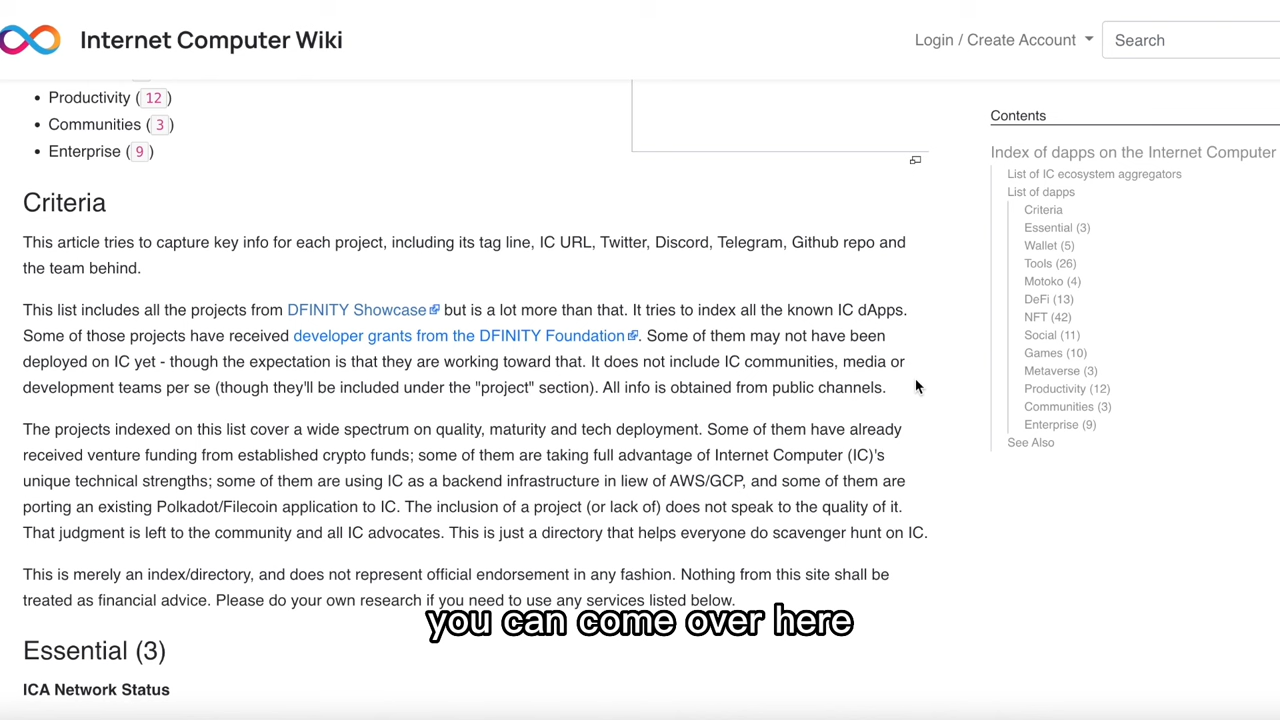 Internet Computer Wiki
Login / Create Account
Search
Productivity (12)
Communities (3)
Enterprise (9)
Criteria
This article tries to capture key info for each project, including its tag line, IC URL, Twitter, Discord, Telegram, Github repo and
the team behind.
This list includes all the projects from DFINITY Showcase but is a lot more than that. It tries to index all the known IC dApps.
Some of those projects have received developer grants from the DFINITY Foundation. Some of them may not have been
deployed on IC yet - though the expectation is that they are working toward that. It does not include IC communities, media or
development teams per se (though they'll be included under the "project" section). All info is obtained from public channels.
The projects indexed on this list cover a wide spectrum on quality, maturity and tech deployment. Some of them have already
received venture funding from established crypto funds; some of them are taking full advantage of Internet Computer (IC)'s
unique technical strengths; some of them are using IC as a backend infrastructure in liew of AWS/GCP, and some of them are
porting an existing Polkadot/Filecoin application to IC. The inclusion of a project (or lack of) does not speak to the quality of it.
That judgment is left to the community and all IC advocates. This is just a directory that helps everyone do scavenger hunt on IC.
This is merely an index/directory, and does not represent official endorsement in any fashion. Nothing from this site shall be
treated as financial advice. Please do your own research if you need to use any services listed below.
you can come over here
Essential (3)
ICA Network Status
Contents
Index of dapps on the Internet Computer
List of IC ecosystem aggregators
List of dapps
Criteria
Essential (3)
Wallet (5)
Tools (26)
Motoko (4)
DeFi (13)
NFT (42)
Social (11)
Games (10)
Metaverse (3)
Productivity (12)
Communities (3)
Enterprise (9)
See Also